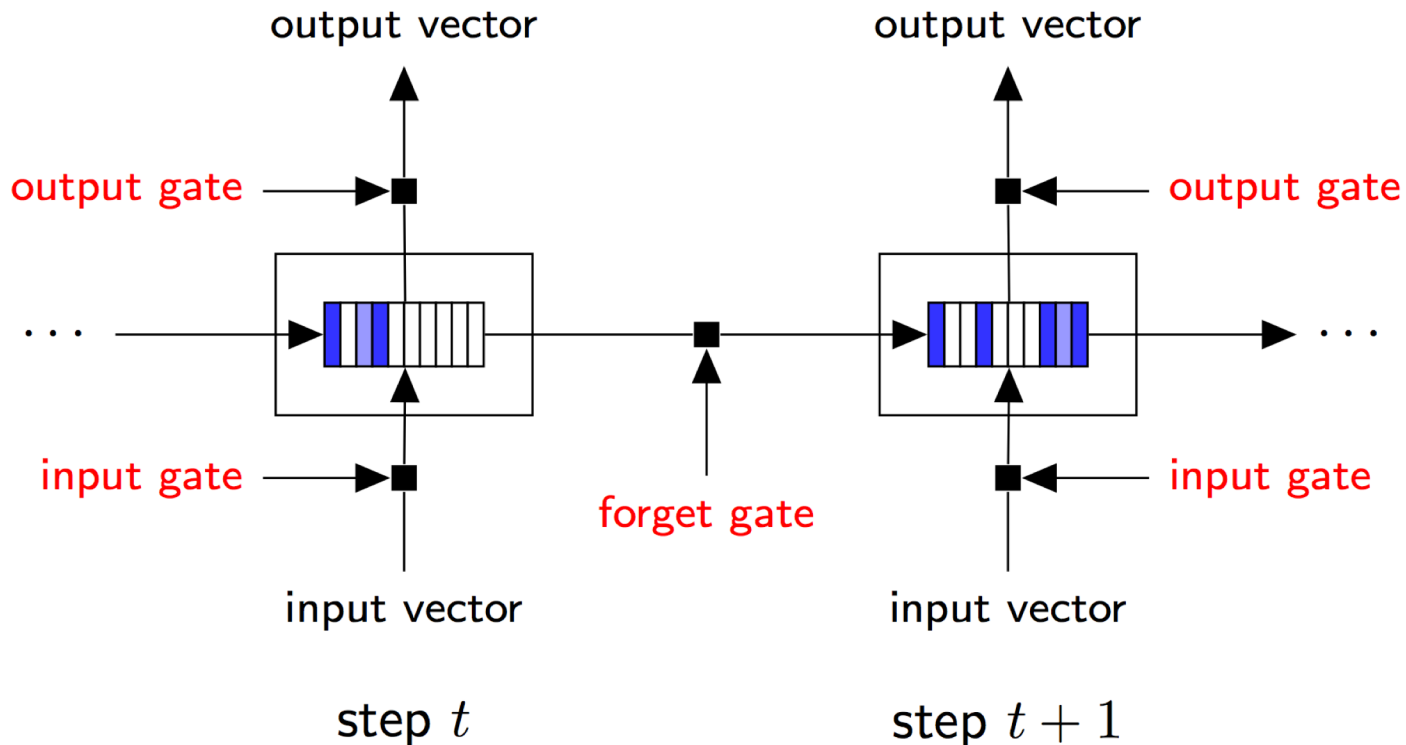 output vector
output vector
output gate
output gate
...
...
input gate
input gate
forget gate
input vector
input vector
step t
step t + 1